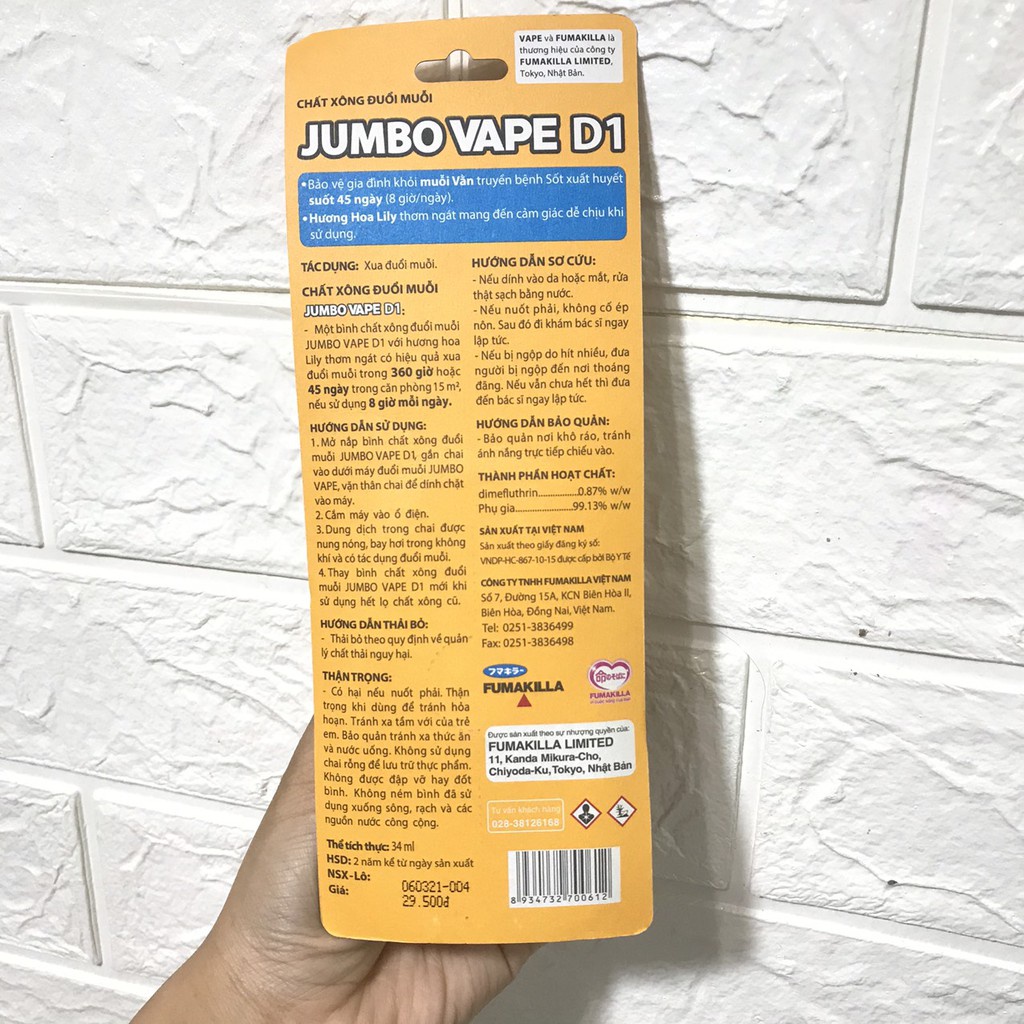 VAPE và FUMAKILLA là
thương hiệu của công ty
FUMAKILLA LIMITED,
Tokyo, Nhật Bản.
CHẤT XÔNG ĐUỔI MUỖI
JUMBO VAPE D1
•Bảo vệ gia đình khỏi muỗi Vằn truyền bệnh Sốt xuất huyết
suốt 45 ngày (8 giờ/ngày).
•Hương Hoa Lily thơm ngát mang đến cảm giác dễ chịu khi
sử dụng.
TÁC DỤNG: Xua đuổi muỗi.
CHẤT XÔNG ĐUỔI MUỖI
JUMBO VAPE D1:
- Một bình chất xông đuổi muỗi
JUMBO VAPE D1 với hương hoa
Lily thơm ngát có hiệu quả xua
đuổi muỗi trong 360 giờ hoặc
45 ngày trong căn phòng 15 m²,
nếu sử dụng 8 giờ mỗi ngày.
HƯỚNG DẪN SỬ DỤNG:
1.Mở nắp bình chất xông đuổi
muỗi JUMBO VAPE D1, gắn chai
vào dưới máy đuổi muỗi JUMBO
VAPE, vặn thân chai để dính chặt
vào máy.
2.Cắm máy vào ổ điện.
3.Dung dịch trong chai được
nung nóng, bay hơi trong không
khí và có tác dụng đuổi muỗi.
4.Thay bình chất xông đuổi
muỗi JUMBO VAPE D1 mới khi
sử dụng hết lọ chất xông cũ.
HƯỚNG DẪN THẢI BỎ:
- Thải bỏ theo quy định về quản
lý chất thải nguy hại.
THẬN TRỌNG:
- Có hại nếu nuốt phải. Thận
trọng khi dùng để tránh hỏa
hoạn. Tránh xa tầm với của trẻ
em. Bảo quản tránh xa thức ăn
và nước uống. Không sử dụng
chai rỗng để lưu trữ thực phẩm.
Không được đập vỡ hay đốt
bình. Không ném bình đã sử
dụng xuống sông, rạch và các
nguồn nước công cộng.
Thể tích thực: 34 ml
HSD: 2 năm kể từ ngày sản xuất
NSX-Lô: 060321-004
Giá: 29.500đ
HƯỚNG DẪN SƠ CỨU:
- Nếu dính vào da hoặc mắt, rửa
thật sạch bằng nước.
- Nếu nuốt phải, không cố ép
nôn. Sau đó đi khám bác sĩ ngay
lập tức.
- Nếu bị ngộp do hít nhiều, đưa
người bị ngộp đến nơi thoáng
đãng. Nếu vẫn chưa hết thì đưa
đến bác sĩ ngay lập tức.
HƯỚNG DẪN BẢO QUẢN:
- Bảo quản nơi khô ráo, tránh
ánh nắng trực tiếp chiếu vào.
THÀNH PHẦN HOẠT CHẤT:
dimefluthrin................0.87% w/w
Phụ gia......................99.13% w/w
SẢN XUẤT TẠI VIỆT NAM
Sản xuất theo giấy đăng ký số:
VNDP-HC-867-10-15 được cấp bởi Bộ Y Tế
CÔNG TY TNHH FUMAKILLA VIỆT NAM
Số 7, Đường 15A, KCN Biên Hòa II,
Biên Hòa, Đồng Nai, Việt Nam.
Tel: 0251-3836499
Fax: 0251-3836498
フマキラー
FUMAKILLA
FUMAKILLA
Được sản xuất theo sự nhượng quyền của:
FUMAKILLA LIMITED
11, Kanda Mikura-Cho,
Chiyoda-Ku, Tokyo, Nhật Bản
Tư vấn khách hàng
028-38126168
8 934732 700612